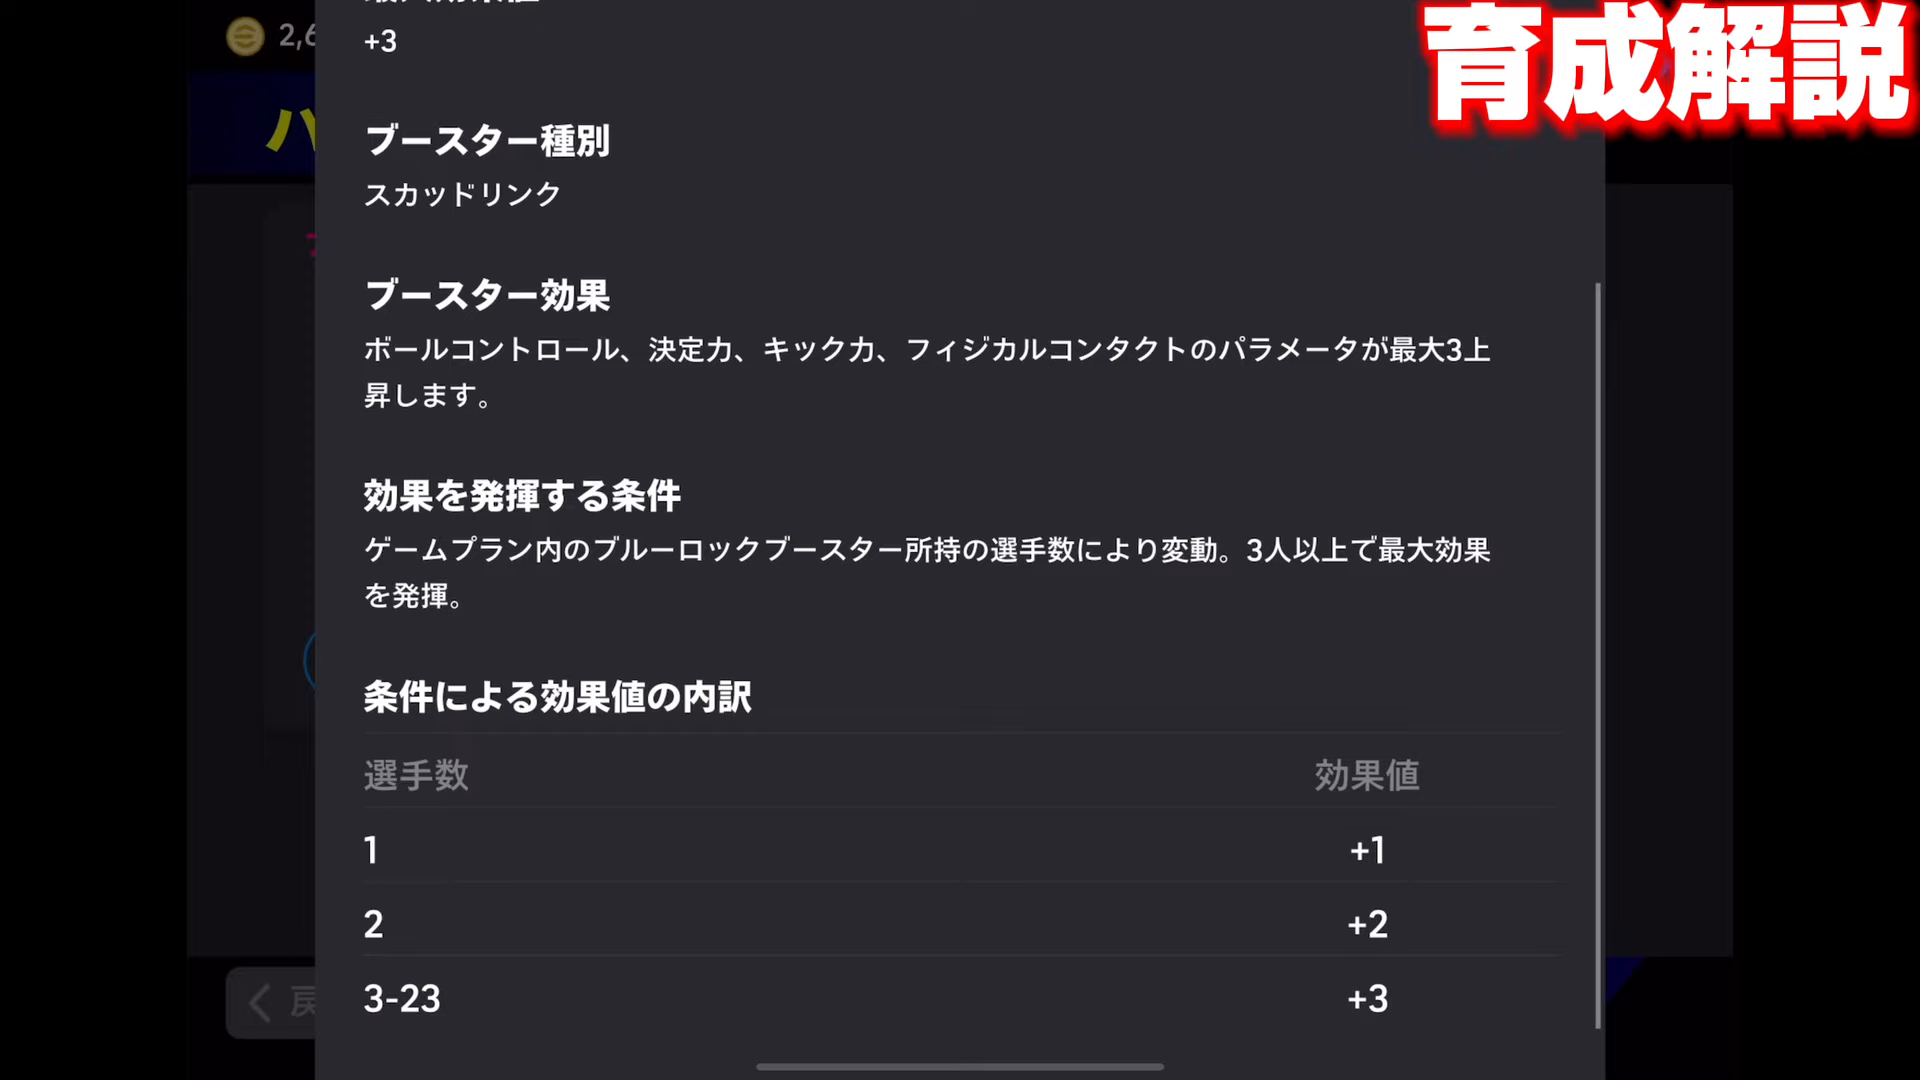 育成解説
2,6
+3
ハ
ブースター種別
スカッドリンク
ブースター効果
ボールコントロール、決定力、キック力、フィジカルコンタクトのパラメータが最大3上
昇します。
効果を発揮する条件
ゲームプラン内のブルーロックブースター所持の選手数により変動。3人以上で最大効果
を発揮。
条件による効果値の内訳
選手数 効果値
1 +1
2 +2
3-23 +3
戻